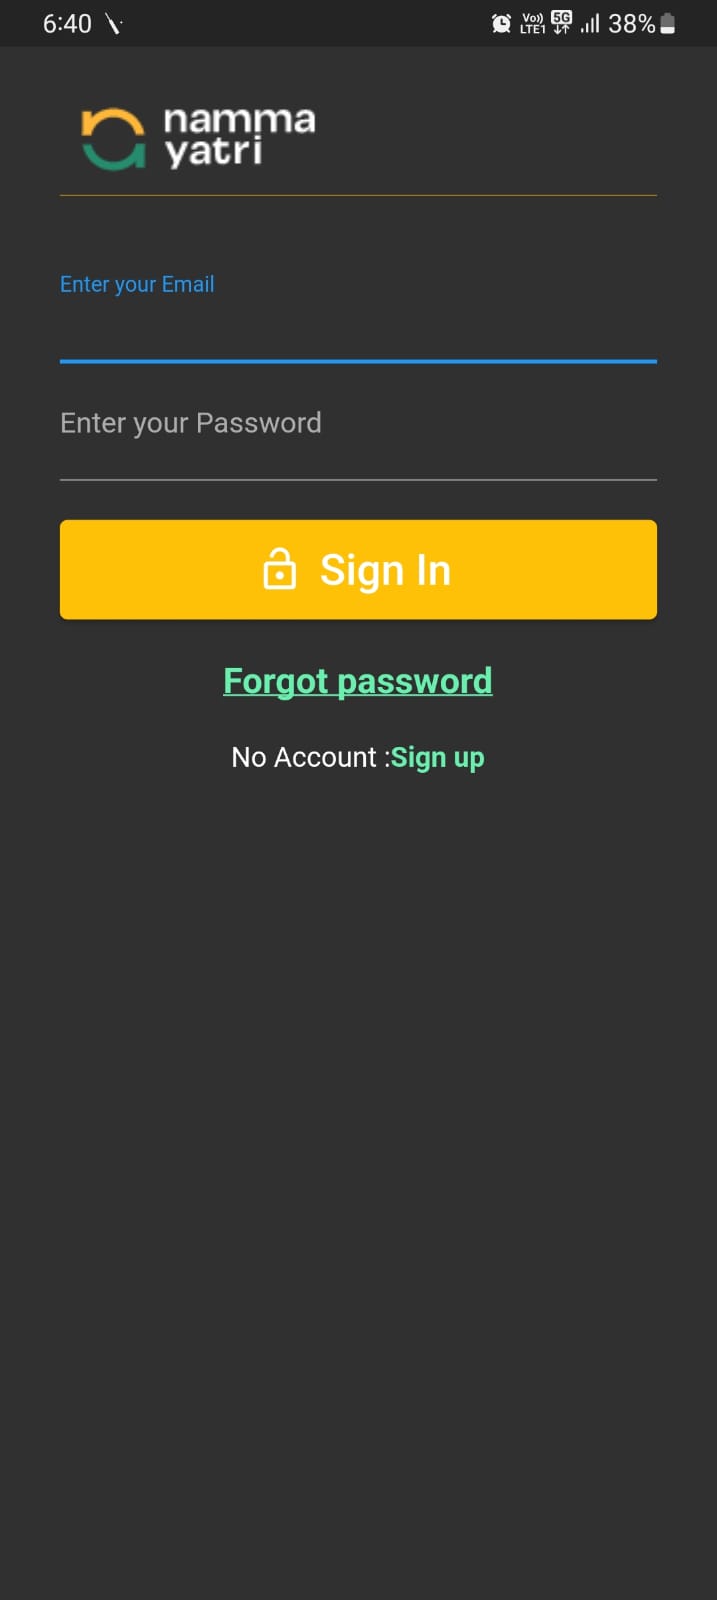 6:40 Vo)) LTE1 5G 38%
namma
yatri
Enter your Email
Enter your Password
Sign In
Forgot password
No Account :Sign up